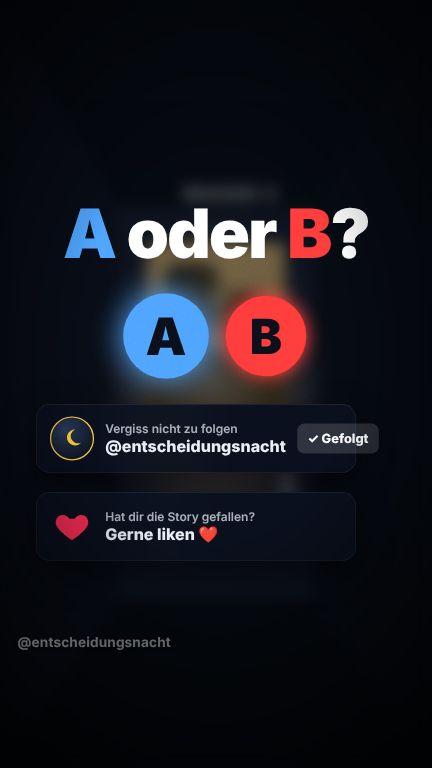 A oder B?
A
B
Vergiss nicht zu folgen
@entscheidungsnacht
✓ Gefolgt
Hat dir die Story gefallen?
Gerne liken ❤️
@entscheidungsnacht